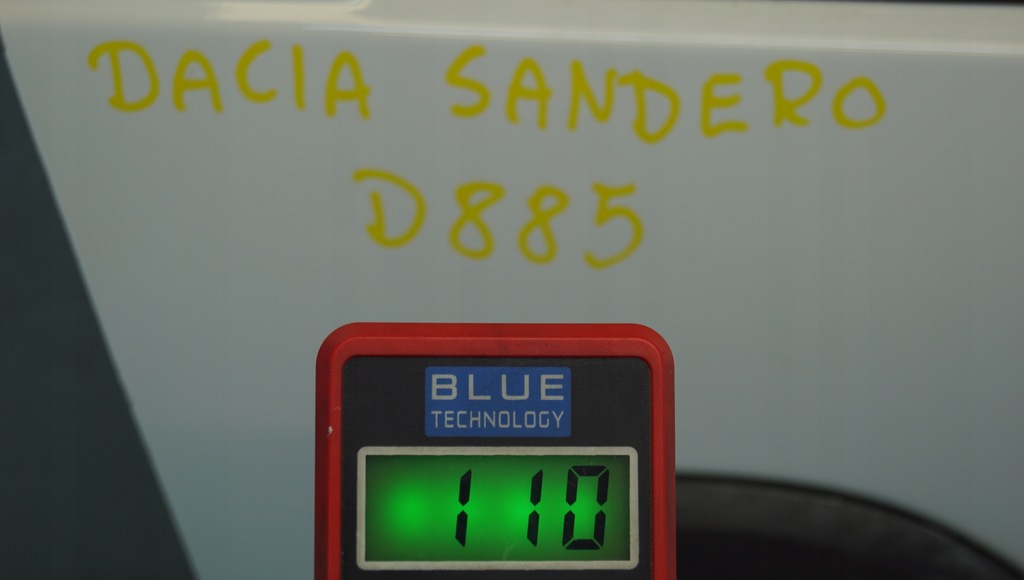 DACIA SANDERO
D885
BLUE
TECHNOLOGY
110